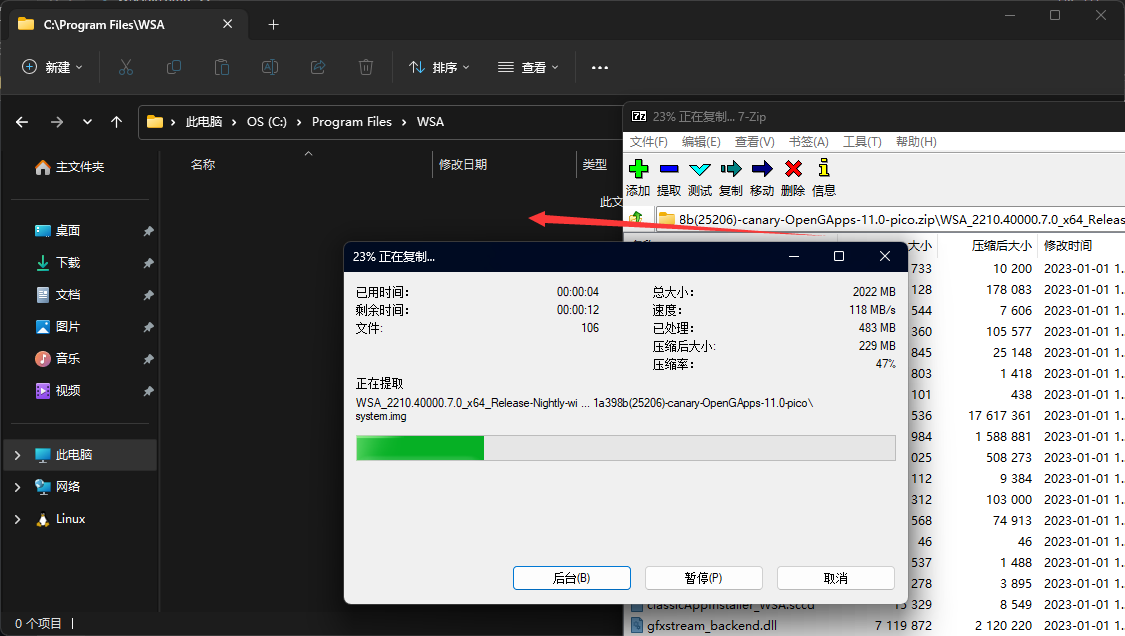 C:\Program Files\WSA
新建
排序
查看
此电脑 > OS (C:) > Program Files > WSA
主文件夹
桌面
下载
文档
图片
音乐
视频
此电脑
网络
Linux
名称
修改日期
类型
此文
0 个项目
23% 正在复制... 7-Zip
文件(F) 编辑(E) 查看(V) 书签(A) 工具(T) 帮助(H)
添加 提取 测试 复制 移动 删除 信息
8b(25206)-canary-OpenGApps-11.0-pico.zip\WSA_2210.40000.7.0_x64_Releas
大小 压缩后大小 修改时间
733 10 200 2023-01-01 1..
128 178 083 2023-01-01 1..
544 7 606 2023-01-01 1..
360 105 577 2023-01-01 1..
845 25 148 2023-01-01 1..
803 1 418 2023-01-01 1..
101 438 2023-01-01 1..
536 17 617 361 2023-01-01 1..
984 1 588 881 2023-01-01 1..
025 508 273 2023-01-01 1..
112 9 384 2023-01-01 1..
312 103 000 2023-01-01 1..
568 74 913 2023-01-01 1..
46 46 2023-01-01 1..
537 1 488 2023-01-01 1..
278 3 895 2023-01-01 1..
classicAppInstaller_WSA.sccd 15 329 8 549 2023-01-01 1..
gfxstream_backend.dll 7 119 872 2 120 220 2023-01-01 1..
23% 正在复制...
已用时间： 00:00:04
剩余时间： 00:00:12
文件: 106
总大小： 2022 MB
速度： 118 MB/s
已处理： 483 MB
压缩后大小: 229 MB
压缩率： 47%
正在提取
WSA_2210.40000.7.0_x64_Release-Nightly-wi ... 1a398b(25206)-canary-OpenGApps-11.0-pico\
system.img
后台(B) 暂停(P) 取消